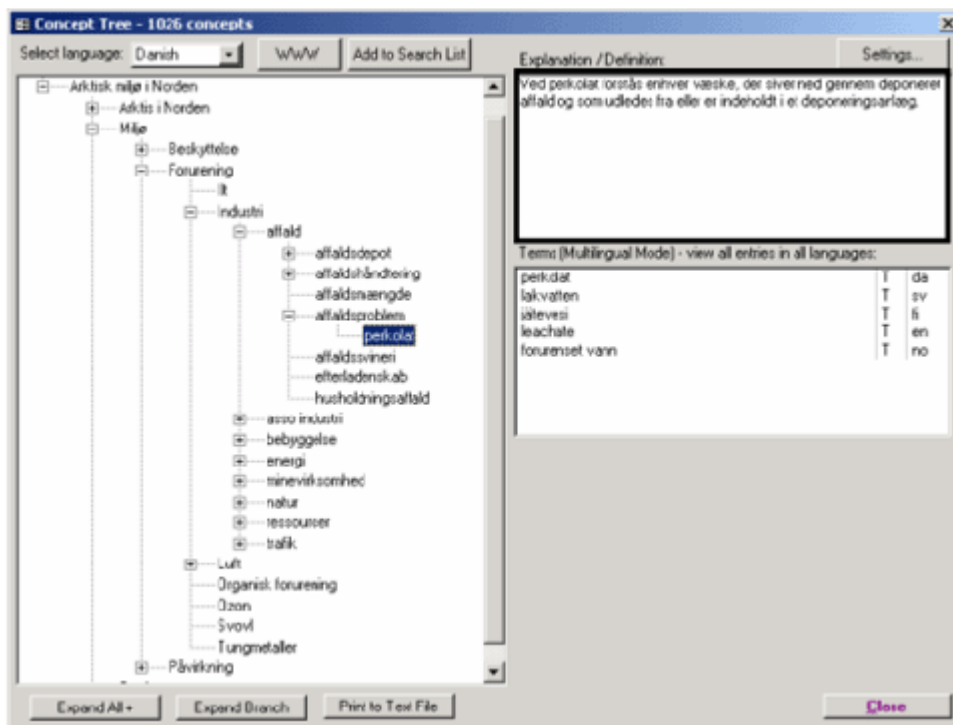 Concept Tree - 1026 concepts
Select language: Danish WWW Add to Search List
Explanation / Definition: Settings...
Arktisk miljø i Norden
Arktis i Norden
Miljø
Beskyttelse
Forurening
Ilt
Industri
affald
affaldsdepot
affaldshåndtering
affaldsmængde
affaldsproblem
perkolat
affaldssvineri
efterladenskab
husholdningsaffald
asso industri
bebyggelse
energi
minevirksomhed
natur
ressourser
trafik
Luft
Organisk forurening
Ozon
Svovl
Tungmetaller
Påvirkning
Ved perkolat forstås enhver væske, der siver ned gennem deponeret
affald og som udledes fra eller er indeholdt i et deponeringsanlæg.
Terms (Multilingual Mode) - view all entries in all languages:
perkolat T da
lakvatten T sv
jätevesi T fi
leachate T en
forurenset vann T no
Expand All + Expand Branch Print to Text File Close